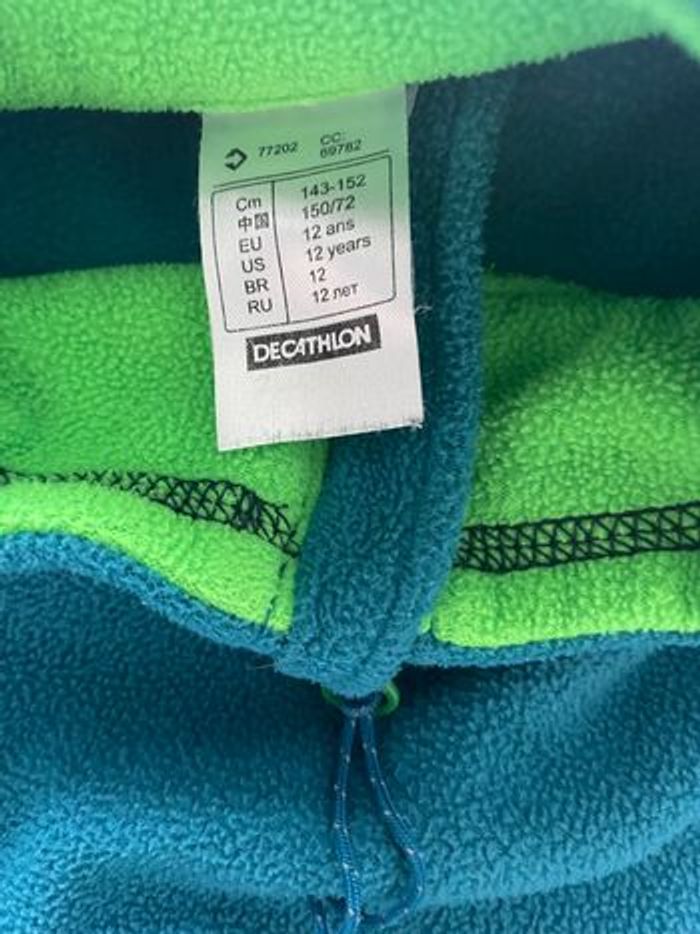 77202 CC:
69782
Cm 143-152
中国 150/72
EU 12 ans
US 12 years
BR 12
RU 12 лет
DECATHLON